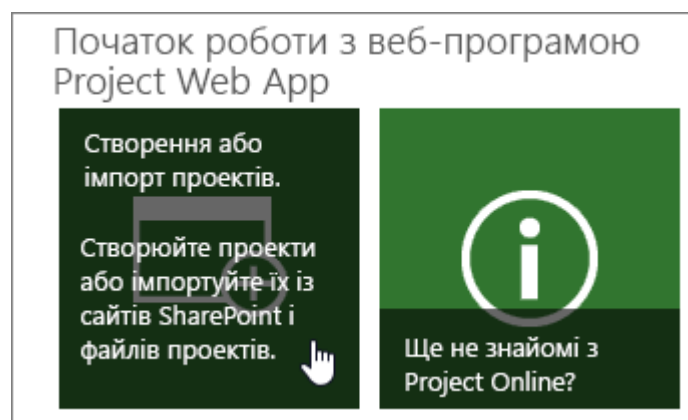 Початок роботи з веб-програмою
Project Web App
Створення або
імпорт проектів.
Створюйте проекти
або імпортуйте їх із
сайтів SharePoint і
файлів проектів.
Ще не знайомі з
Project Online?